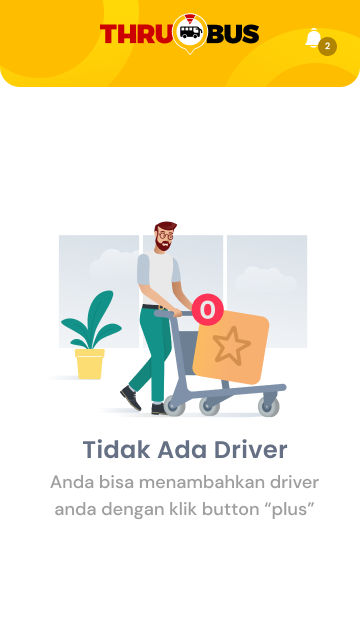 THRU BUS
2
0
Tidak Ada Driver
Anda bisa menambahkan driver
anda dengan klik button “plus”